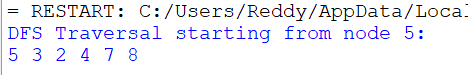 = RESTART: C:/Users/Reddy/AppData/Local
DFS Traversal starting from node 5:
5 3 2 4 7 8